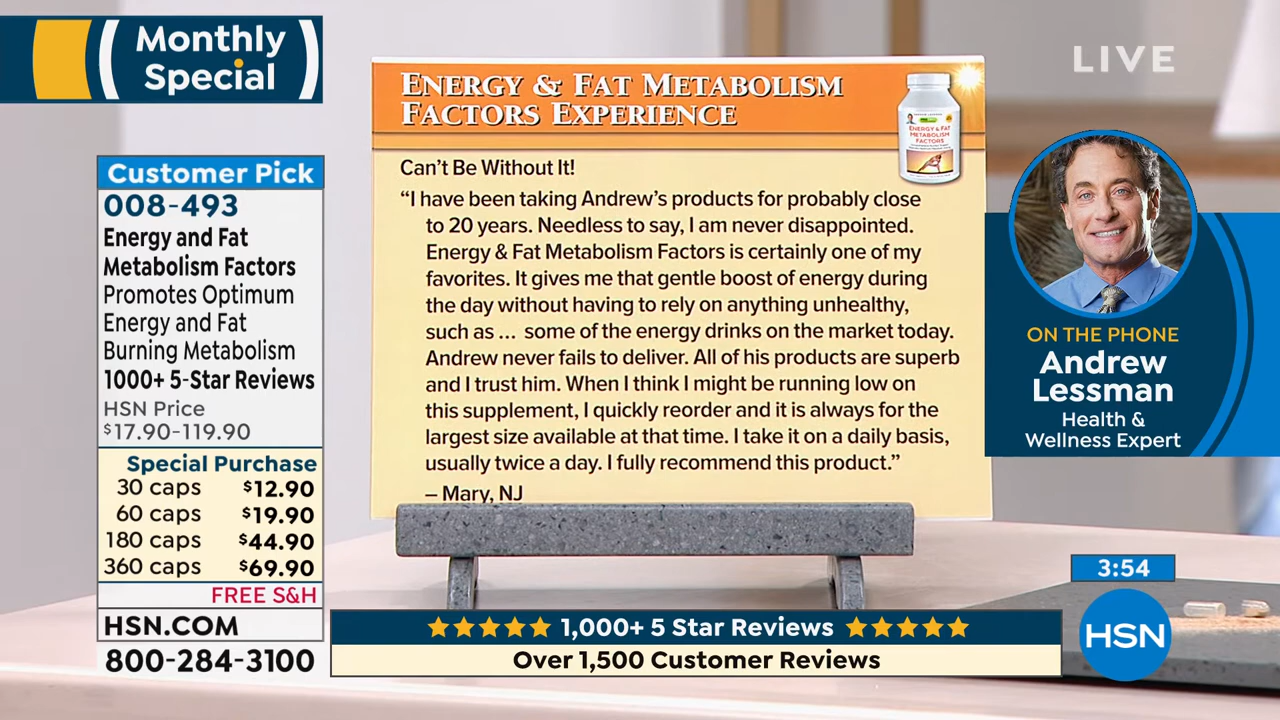 Monthly
Special
LIVE
ENERGY & FAT METABOLISM
FACTORS EXPERIENCE
ENERGY & FAT
METABOLISM
FACTORS
Can't Be Without It!
"I have been taking Andrew's products for probably close
to 20 years. Needless to say, I am never disappointed.
Energy & Fat Metabolism Factors is certainly one of my
favorites. It gives me that gentle boost of energy during
the day without having to rely on anything unhealthy,
such as ... some of the energy drinks on the market today.
Andrew never fails to deliver. All of his products are superb
and I trust him. When I think I might be running low on
this supplement, I quickly reorder and it is always for the
largest size available at that time. I take it on a daily basis,
usually twice a day. I fully recommend this product."
– Mary, NJ
Customer Pick
008-493
Energy and Fat
Metabolism Factors
Promotes Optimum
Energy and Fat
Burning Metabolism
1000+ 5-Star Reviews
HSN Price
$17.90-119.90
Special Purchase
30 caps $12.90
60 caps $19.90
180 caps $44.90
360 caps $69.90
FREE S&H
HSN.COM
800-284-3100
ON THE PHONE
Andrew
Lessman
Health &
Wellness Expert
3:54
HSN
1,000+ 5 Star Reviews
Over 1,500 Customer Reviews